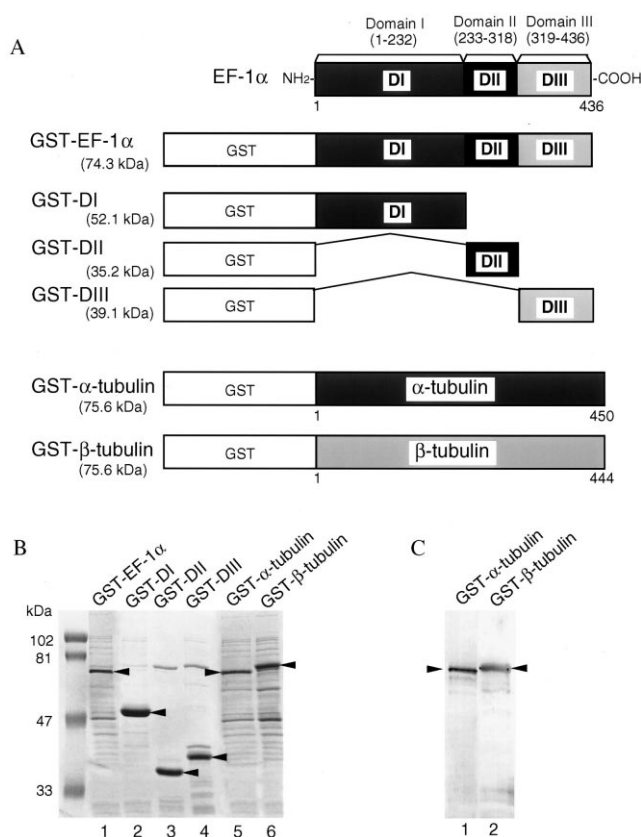 A
Domain I Domain II Domain III
(1-232) (233-318) (319-436)
EF-1α NH2- DI DII DIII -COOH
1 436
GST-EF-1α GST DI DII DIII
(74.3 kDa)
GST-DI GST DI
(52.1 kDa)
GST-DII GST DII
(35.2 kDa)
GST-DIII GST DIII
(39.1 kDa)
GST-α-tubulin GST α-tubulin
(75.6 kDa) 1 450
GST-β-tubulin GST β-tubulin
(75.6 kDa) 1 444
B
GST-EF-1α GST-DI GST-DII GST-DIII GST-α-tubulin GST-β-tubulin
kDa
102
81
47
33
1 2 3 4 5 6
C
GST-α-tubulin GST-β-tubulin
1 2